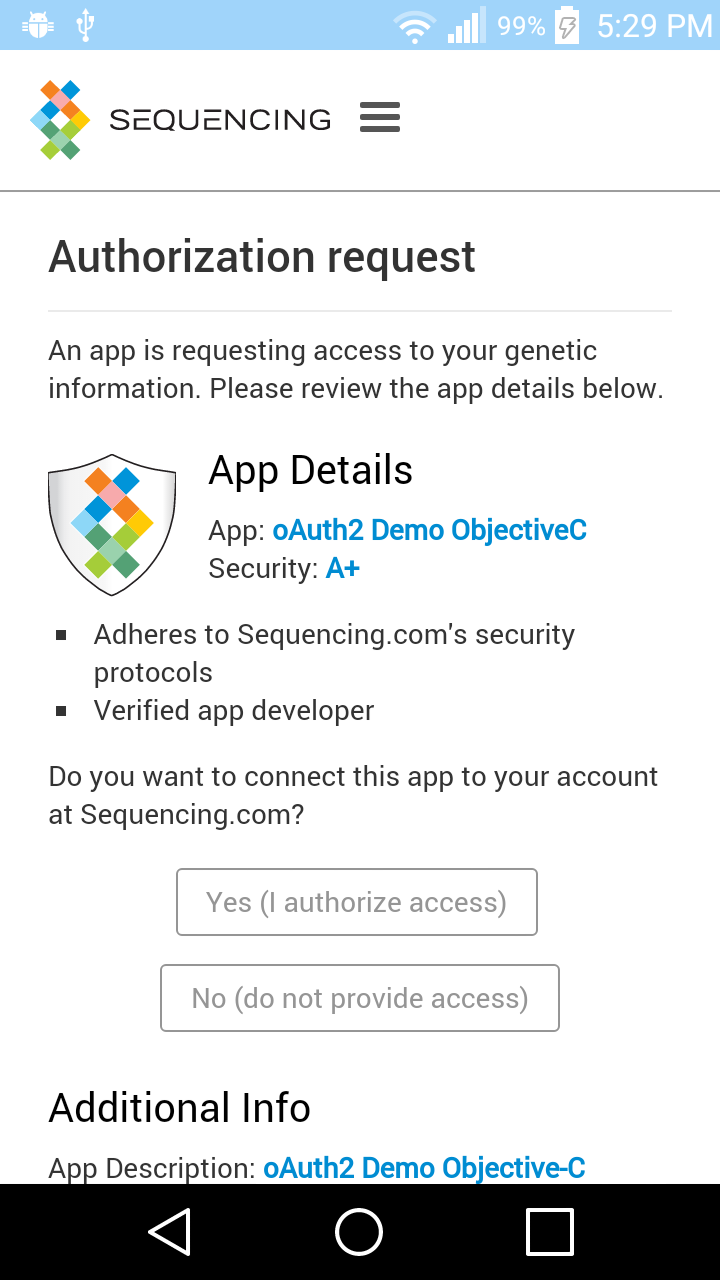 99% 5:29 PM
SEQUENCING
Authorization request
An app is requesting access to your genetic
information. Please review the app details below.
App Details
App: oAuth2 Demo ObjectiveC
Security: A+
Adheres to Sequencing.com's security
protocols
Verified app developer
Do you want to connect this app to your account
at Sequencing.com?
Yes (I authorize access)
No (do not provide access)
Additional Info
App Description: oAuth2 Demo Objective-C